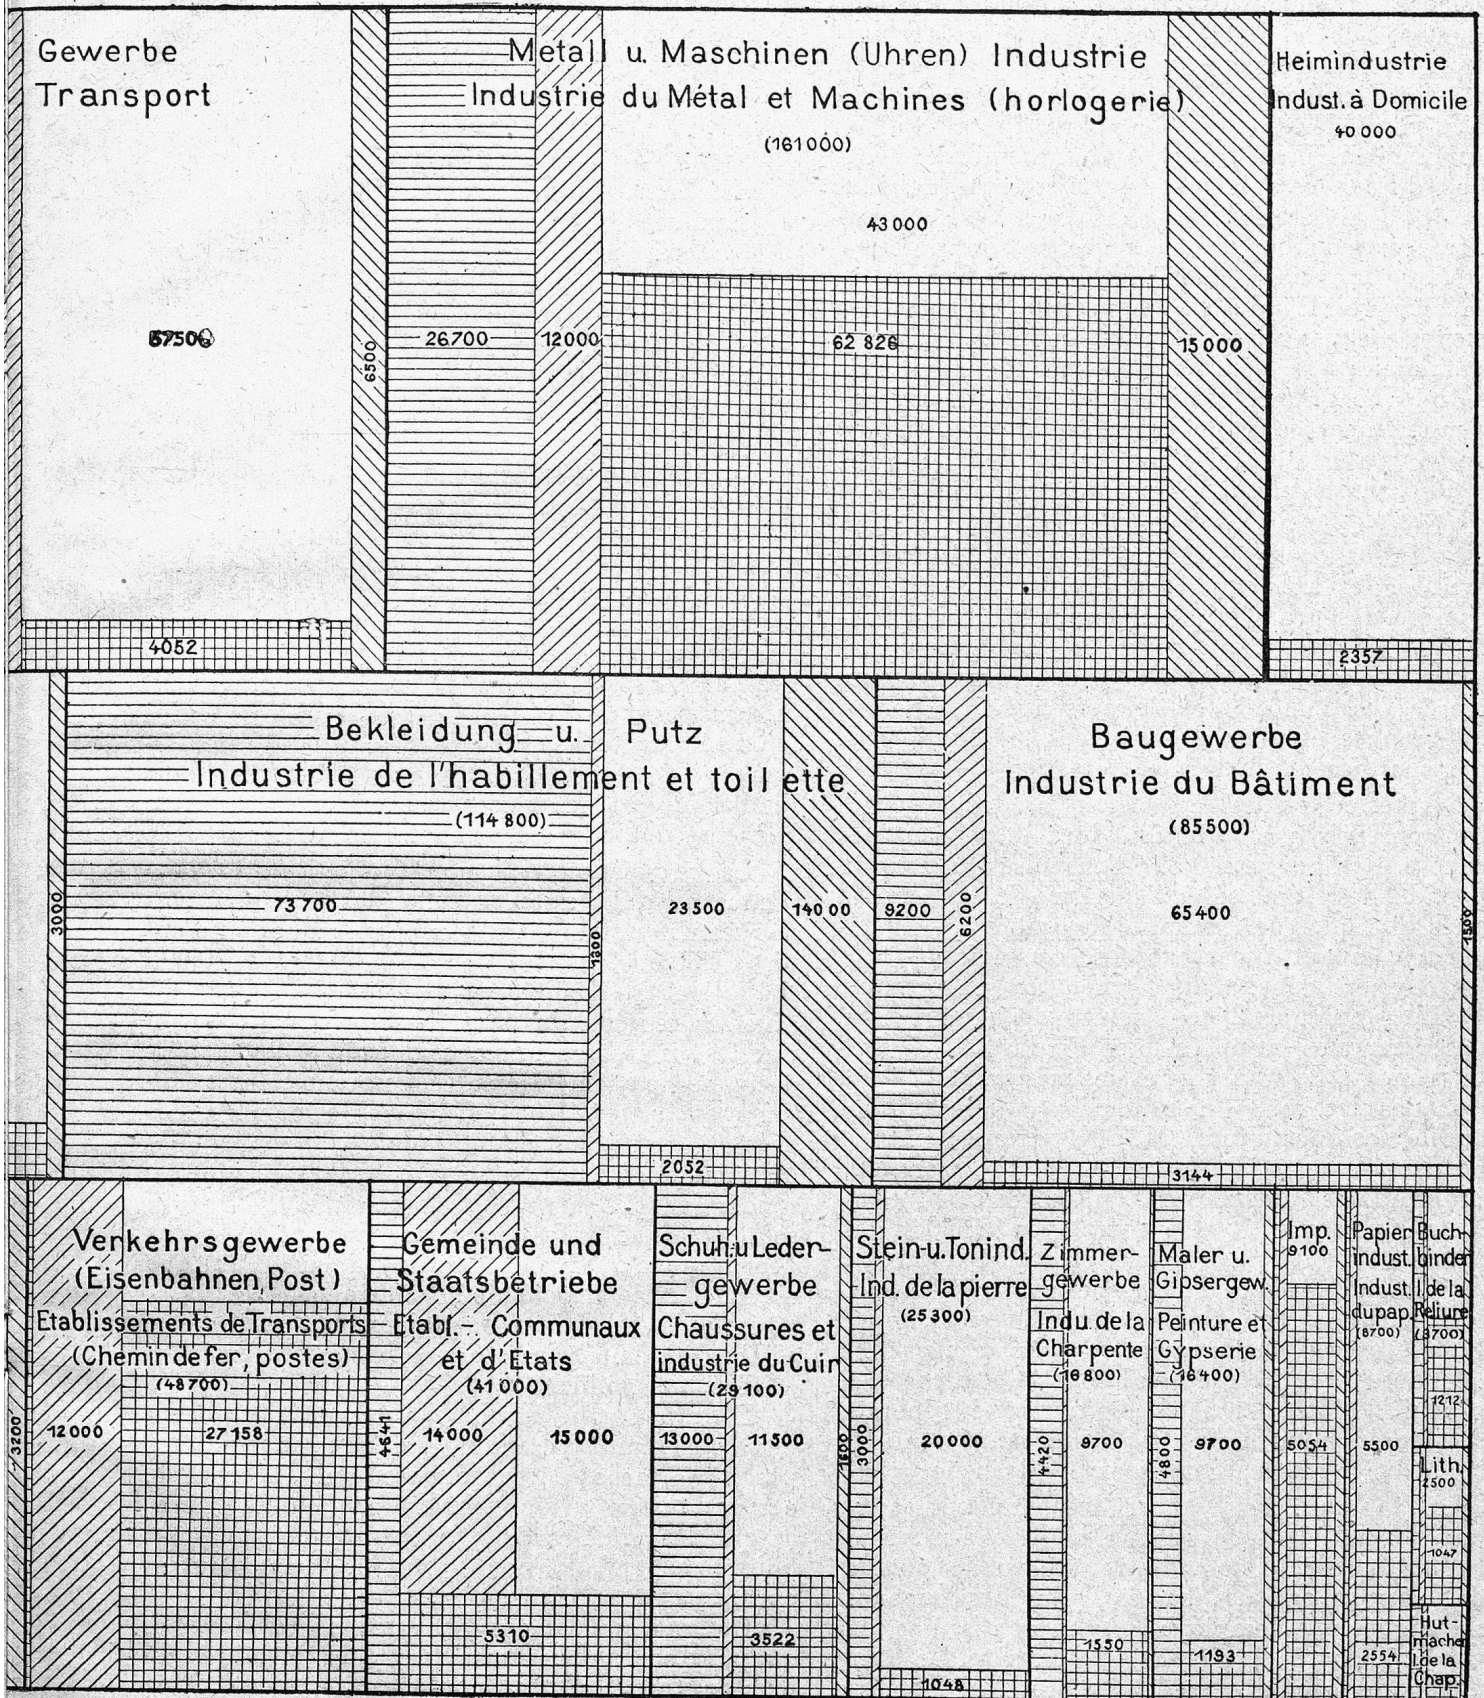 Gewerbe
Transport
6500
4052
Metall u. Maschinen (Uhren) Industrie
Industrie du Métal et Machines (horlogerie)
(161000)
43000
26700
12000
62 826
15000
Heimindustrie
Indust. à Domicile
40 000
2357
3000
Bekleidung u. Putz
Industrie de l'habillement et toilette
(114 800)
73700
23500
14000
2052
9200
6200
Baugewerbe
Industrie du Bâtiment
(85500)
65400
1500
3144
3200
Verkehrsgewerbe
(Eisenbahnen, Post)
Etablissements de Transports
(Chemin de fer, postes)
(48700)
12000
27158
4641
Gemeinde und
Staatsbetriebe
Etabl.- Communaux
et d'Etats
(41000)
14000
15000
5310
Schuh. u Leder-
gewerbe
Chaussures et
industrie du Cuir
(29100)
13000
11500
1600
3522
3000
Stein-u. Tonind.
Ind. de la pierre
(25300)
20000
1048
4420
Zimmer-
gewerbe
Indu de la
Charpente
(16800)
9700
1550
4800
Maler u.
Gipsergew.
Peinture et
Gypserie
(16400)
9700
1193
Imp.
9100
5054
Papier
indust.
Indust.
du pap.
(8700)
5500
2554
Buch-
binder
I. de la
Reliure
(3700)
1212
Lith.
2500
1047
Hut-
macher
I. de la
Chap.